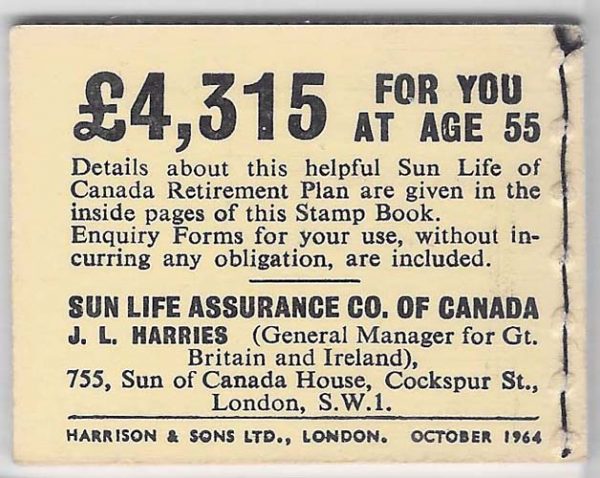 £4,315 FOR YOU
AT AGE 55
Details about this helpful Sun Life of
Canada Retirement Plan are given in the
inside pages of this Stamp Book.
Enquiry Forms for your use, without in-
curring any obligation, are included.
SUN LIFE ASSURANCE CO. OF CANADA
J. L. HARRIES (General Manager for Gt.
Britain and Ireland),
755, Sun of Canada House, Cockspur St.,
London, S.W.1.
HARRISON & SONS LTD., LONDON. OCTOBER 1964